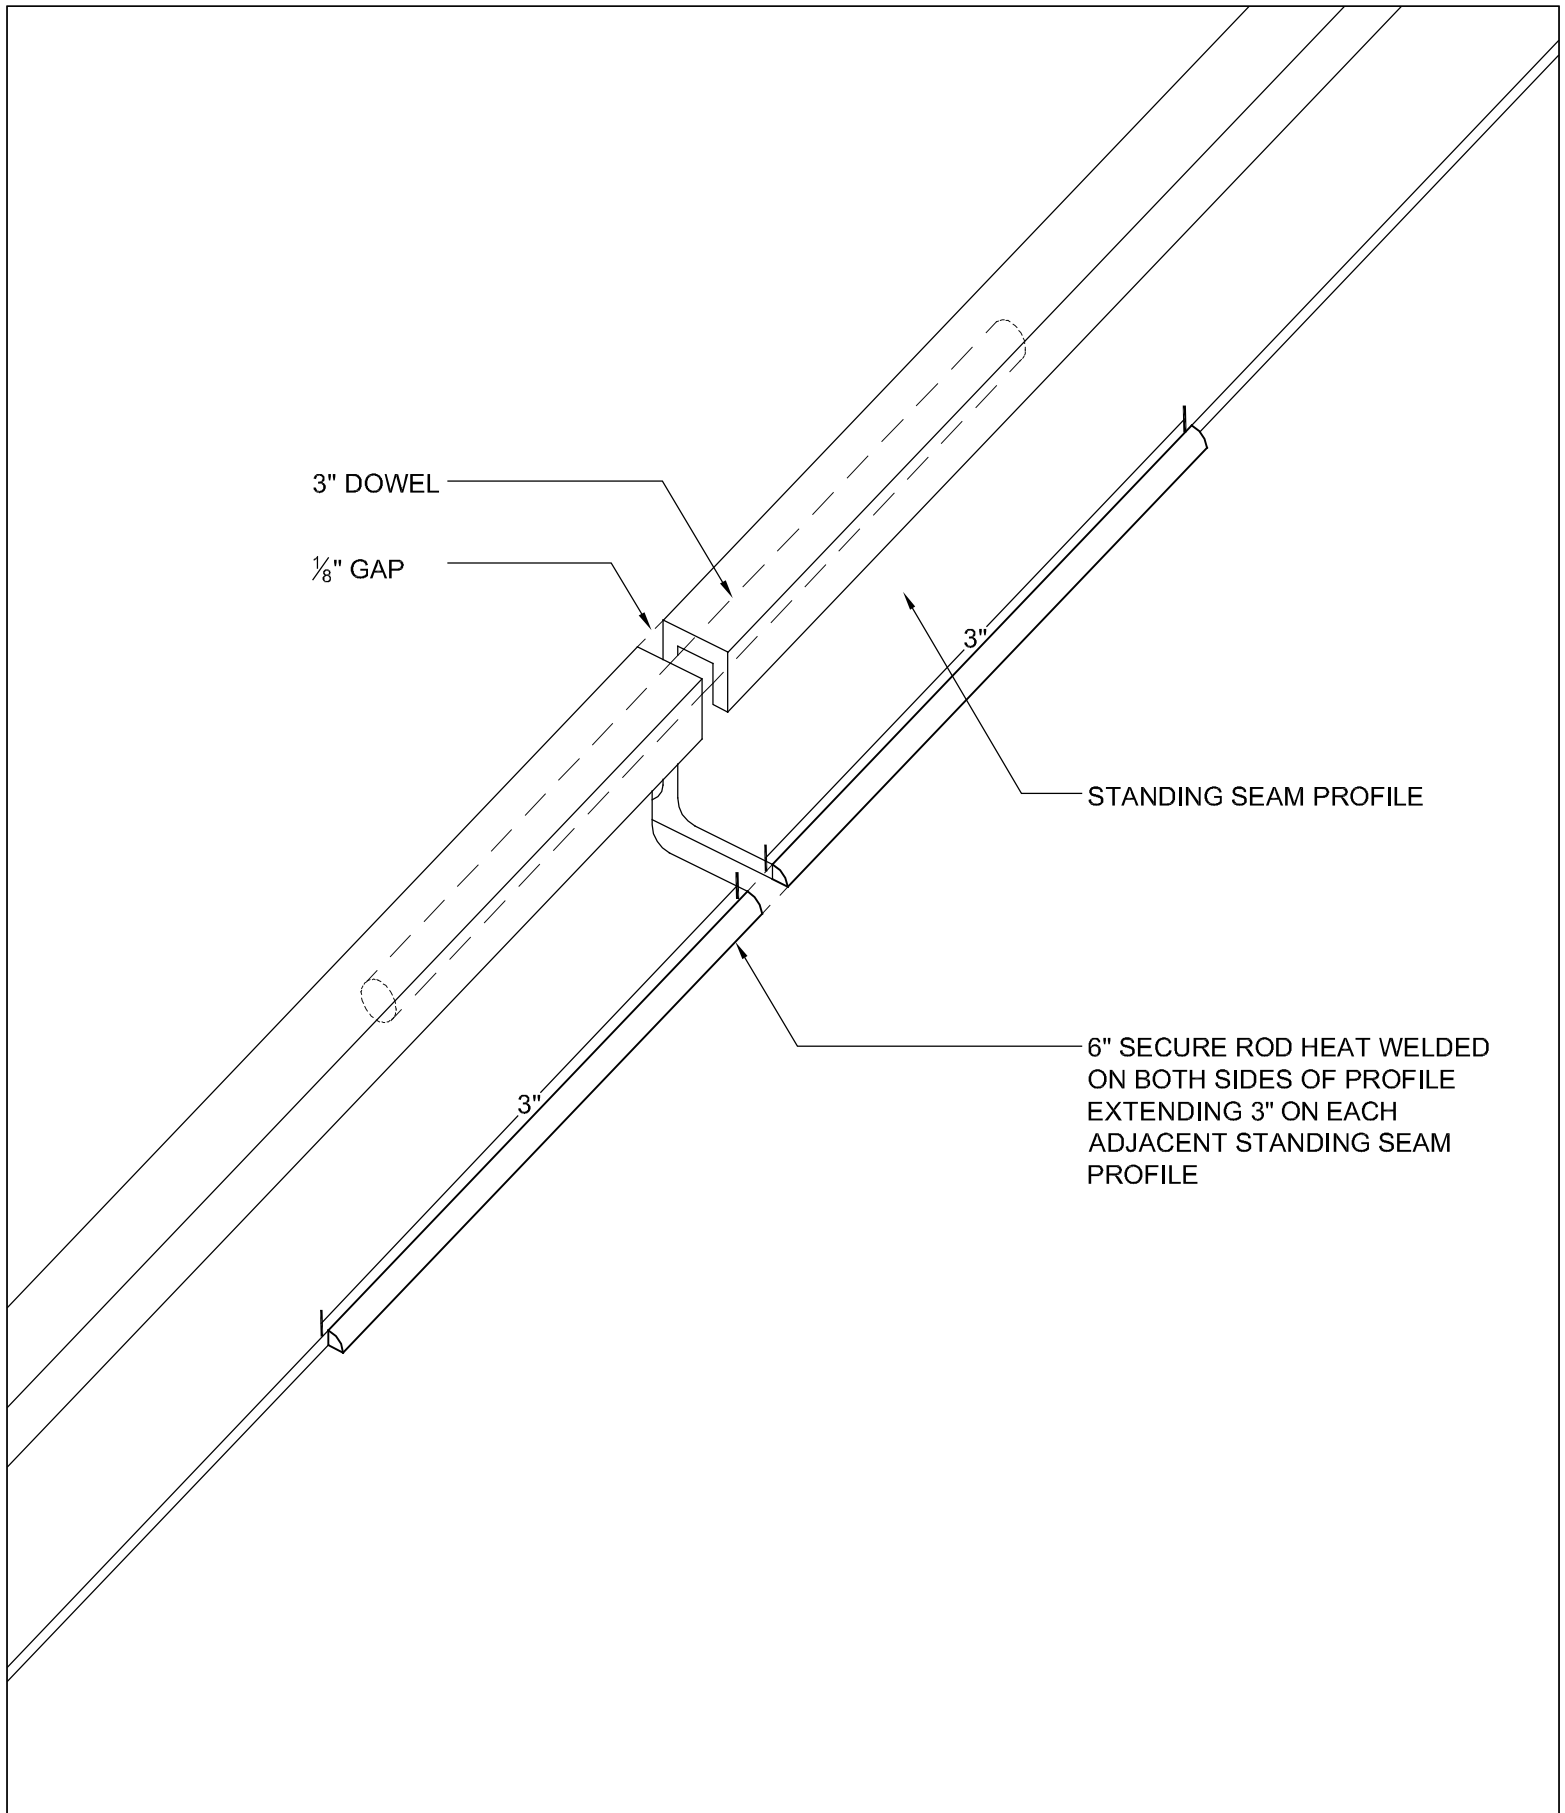 3" DOWEL
⅛" GAP
3"
STANDING SEAM PROFILE
6" SECURE ROD HEAT WELDED
ON BOTH SIDES OF PROFILE
EXTENDING 3" ON EACH
ADJACENT STANDING SEAM
PROFILE
3"